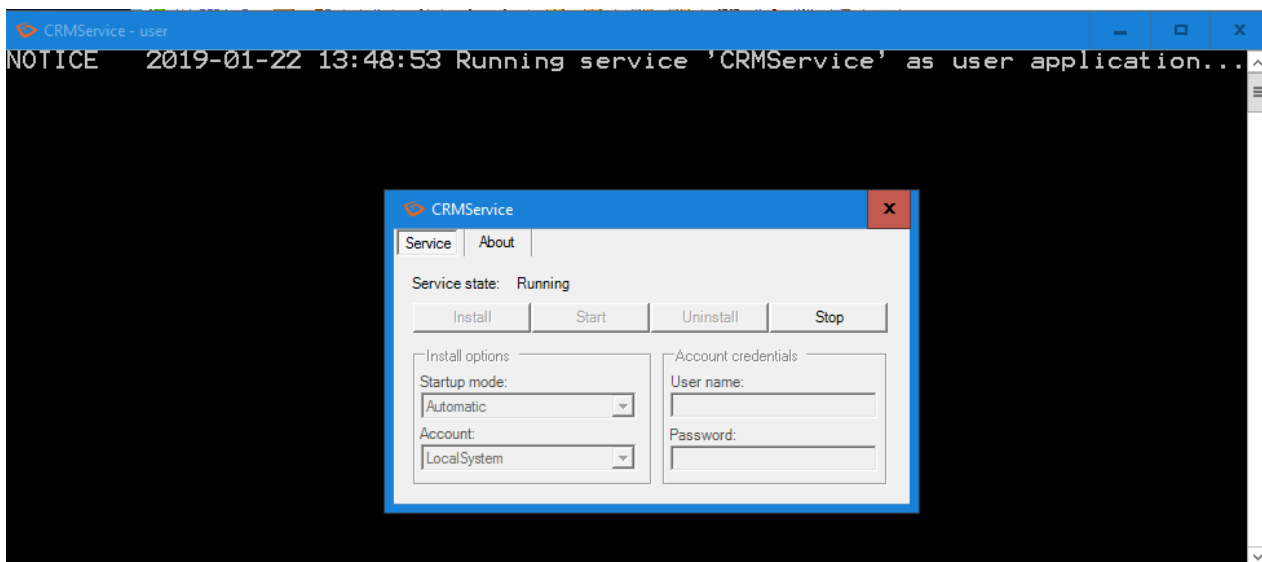 CRMService - user
NOTICE 2019-01-22 13:48:53 Running service 'CRMService' as user application...
CRMService
Service About
Service state: Running
Install Start Uninstall Stop
Install options Account credentials
Startup mode: User name:
Automatic
Account: Password:
LocalSystem